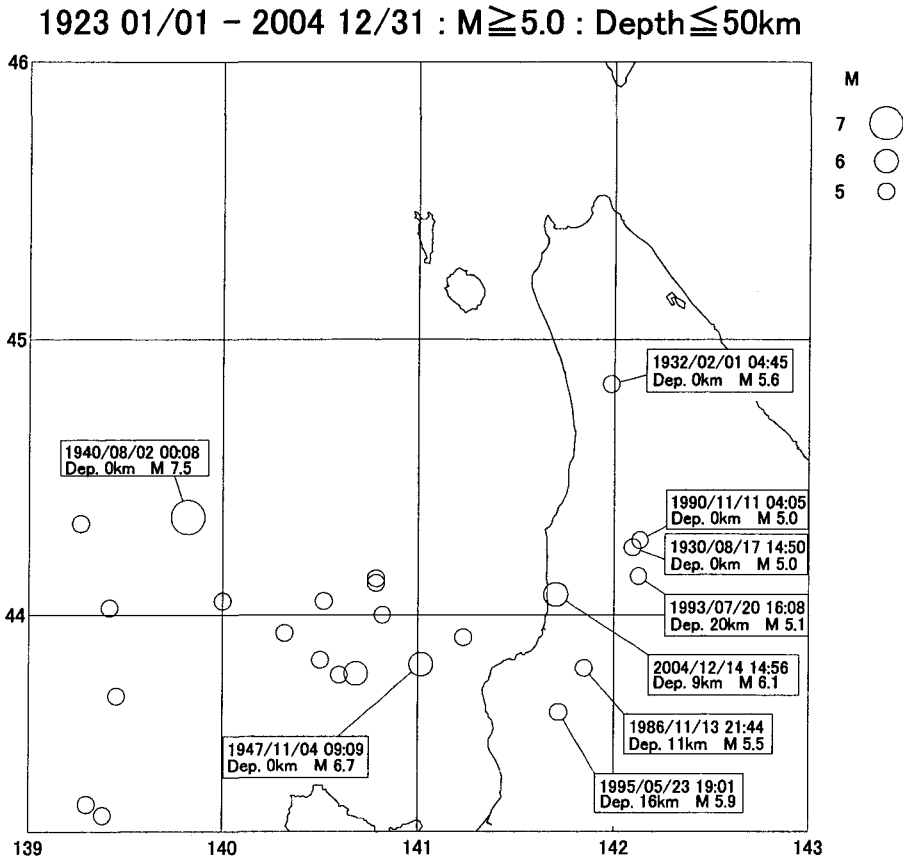 1923 01/01 - 2004 12/31 : M≧5.0 : Depth≦50km
46
M
7
6
5
45
1932/02/01 04:45
Dep. 0km M 5.6
1940/08/02 00:08
Dep. 0km M 7.5
1990/11/11 04:05
Dep. 0km M 5.0
1930/08/17 14:50
Dep. 0km M 5.0
1993/07/20 16:08
Dep. 20km M 5.1
44
2004/12/14 14:56
Dep. 9km M 6.1
1986/11/13 21:44
Dep. 11km M 5.5
1947/11/04 09:09
Dep. 0km M 6.7
1995/05/23 19:01
Dep. 16km M 5.9
139
140
141
142
143